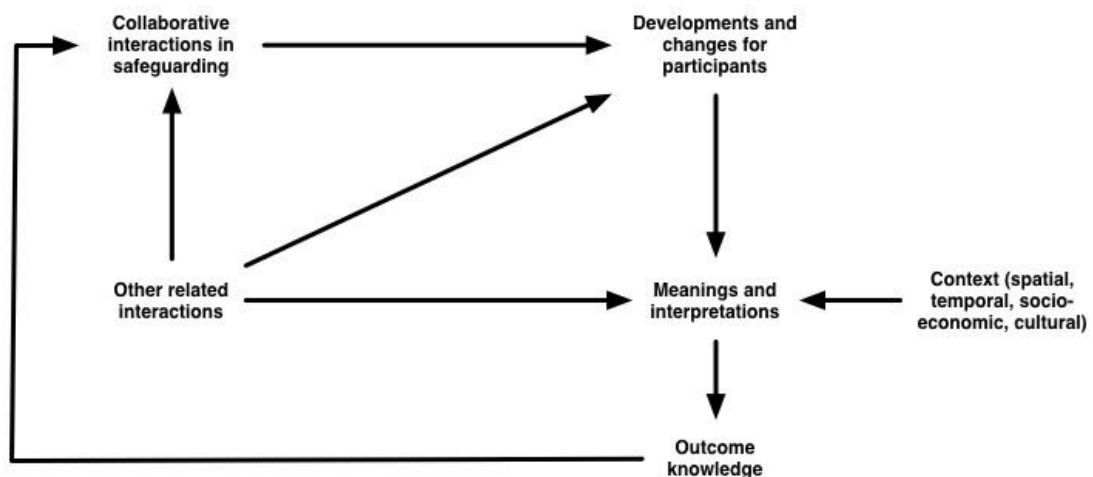 Collaborative
interactions in
safeguarding
Developments and
changes for
participants
Other related
interactions
Meanings and
interpretations
Context (spatial,
temporal, socio-
economic, cultural)
Outcome
knowledge